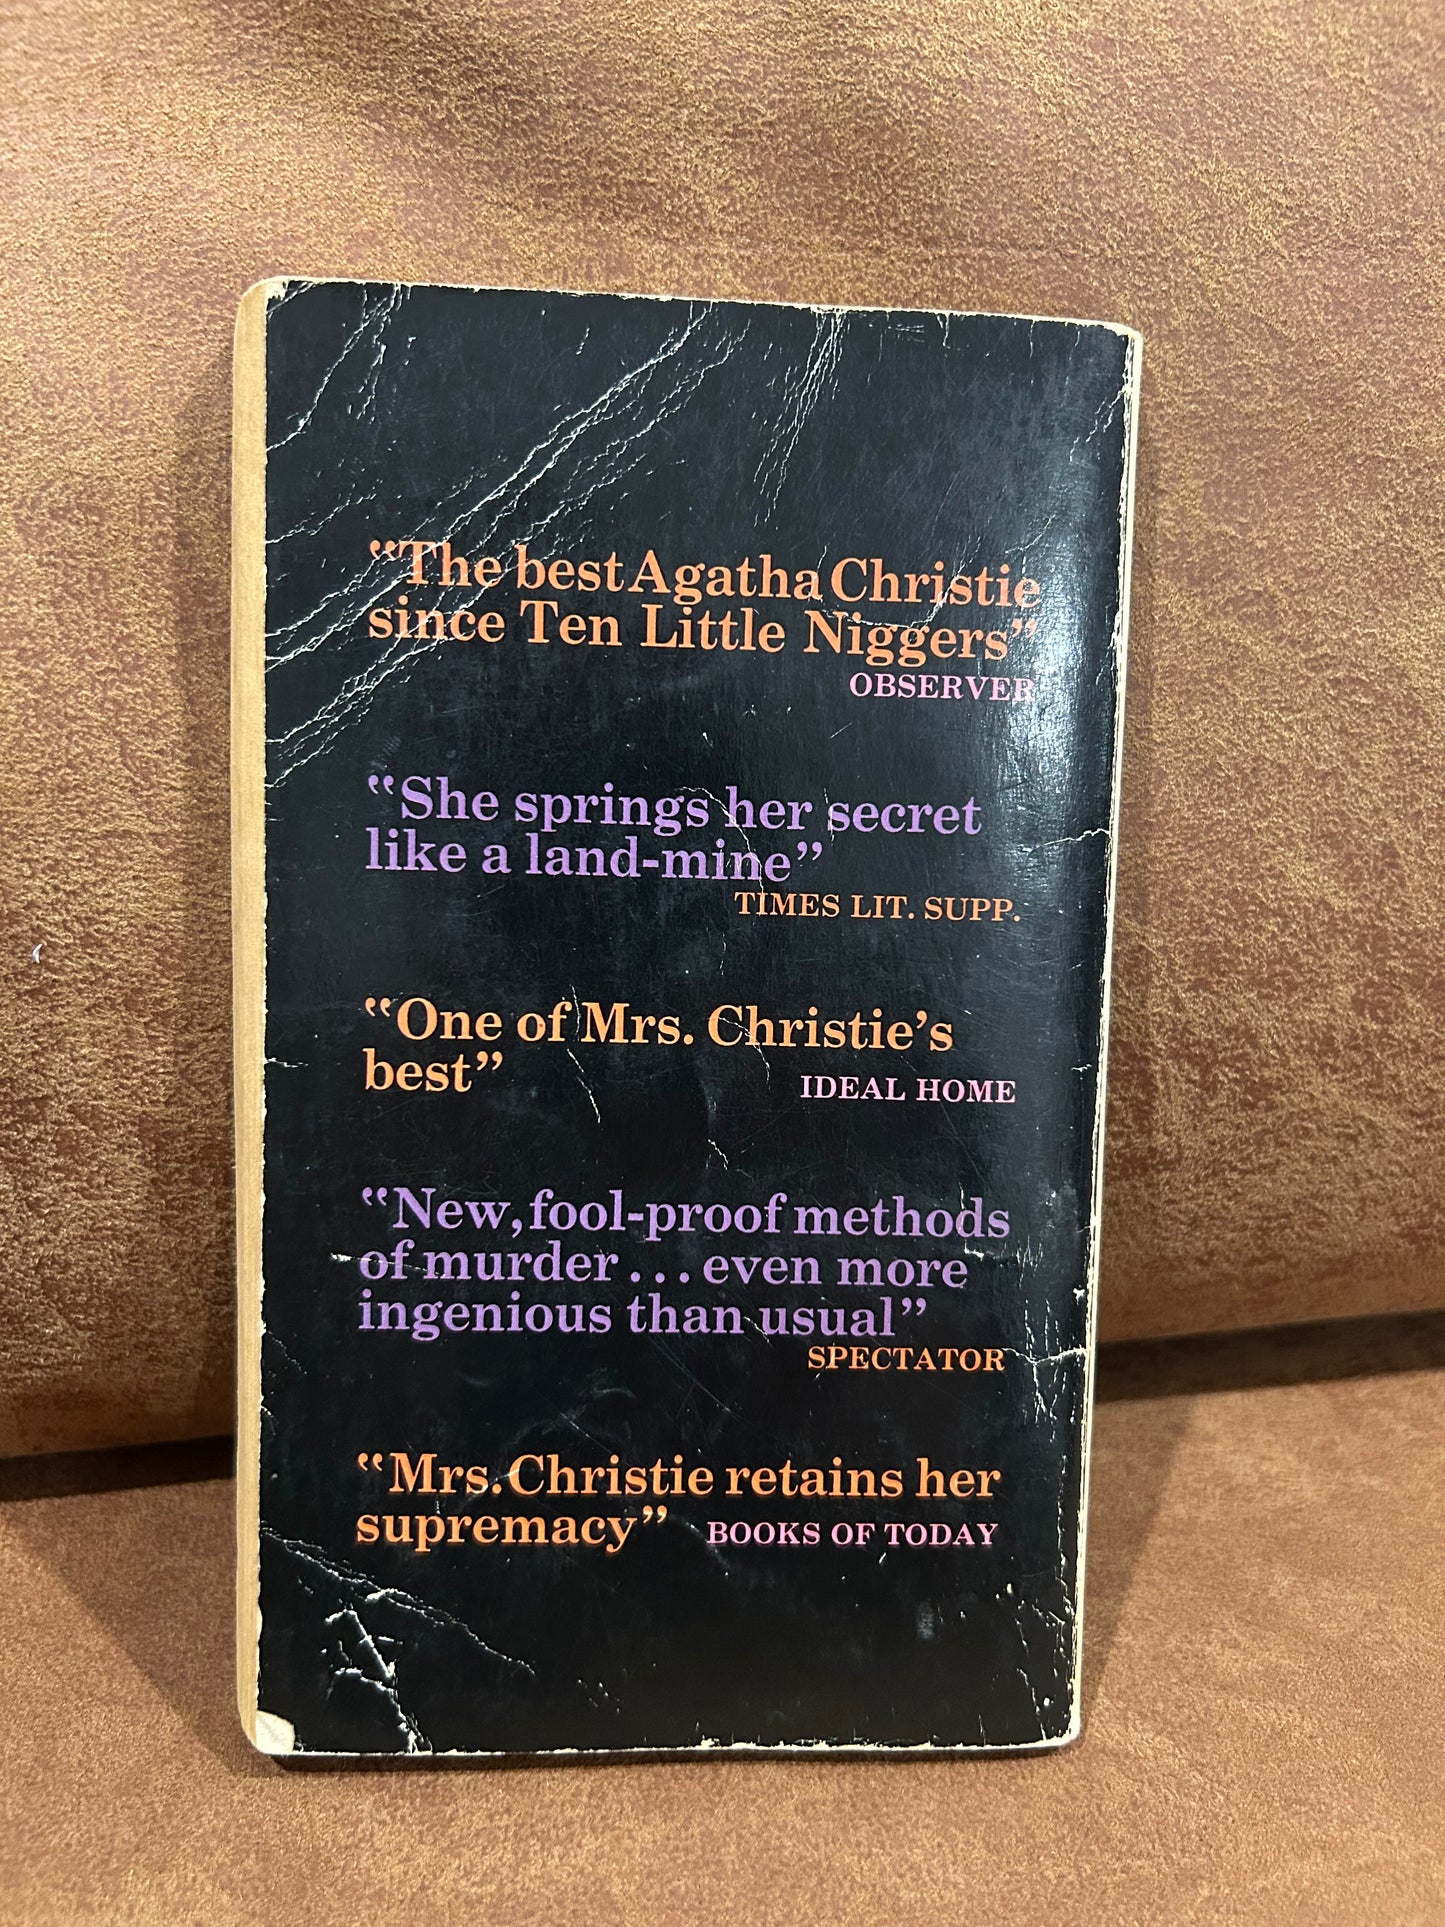 “The best Agatha Christie
since Ten Little Niggers”
OBSERVER
“She springs her secret
like a land-mine”
TIMES LIT. SUPP.
“One of Mrs. Christie’s
best” IDEAL HOME
“New, fool-proof methods
of murder... even more
ingenious than usual”
SPECTATOR
“Mrs. Christie retains her
supremacy” BOOKS OF TODAY